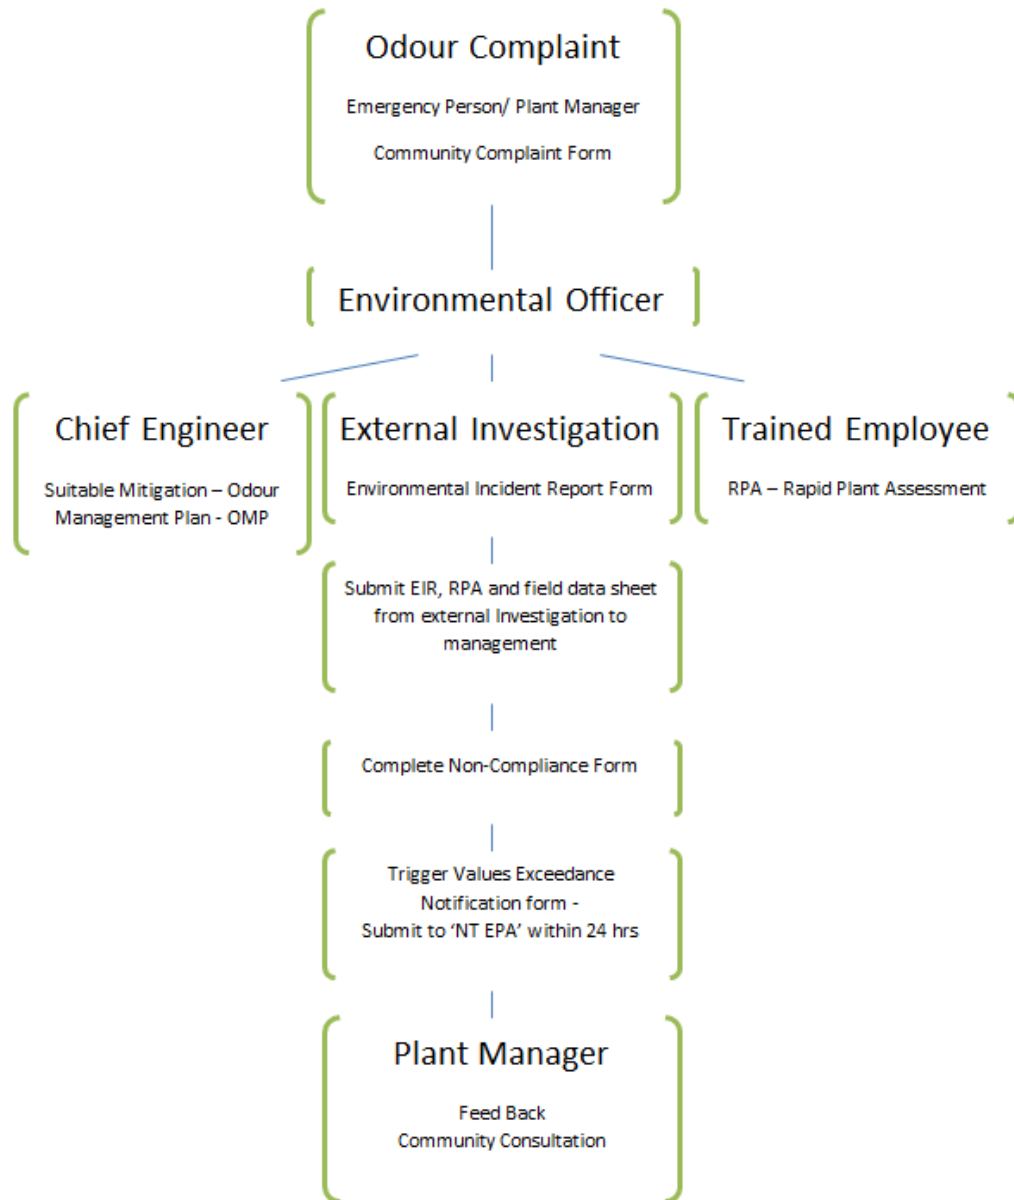 Odour Complaint
Emergency Person/ Plant Manager
Community Complaint Form
Environmental Officer
Chief Engineer
Suitable Mitigation – Odour
Management Plan - OMP
External Investigation
Environmental Incident Report Form
Trained Employee
RPA – Rapid Plant Assessment
Submit EIR, RPA and field data sheet
from external Investigation to
management
Complete Non-Compliance Form
Trigger Values Exceedance
Notification form -
Submit to ‘NT EPA’ within 24 hrs
Plant Manager
Feed Back
Community Consultation